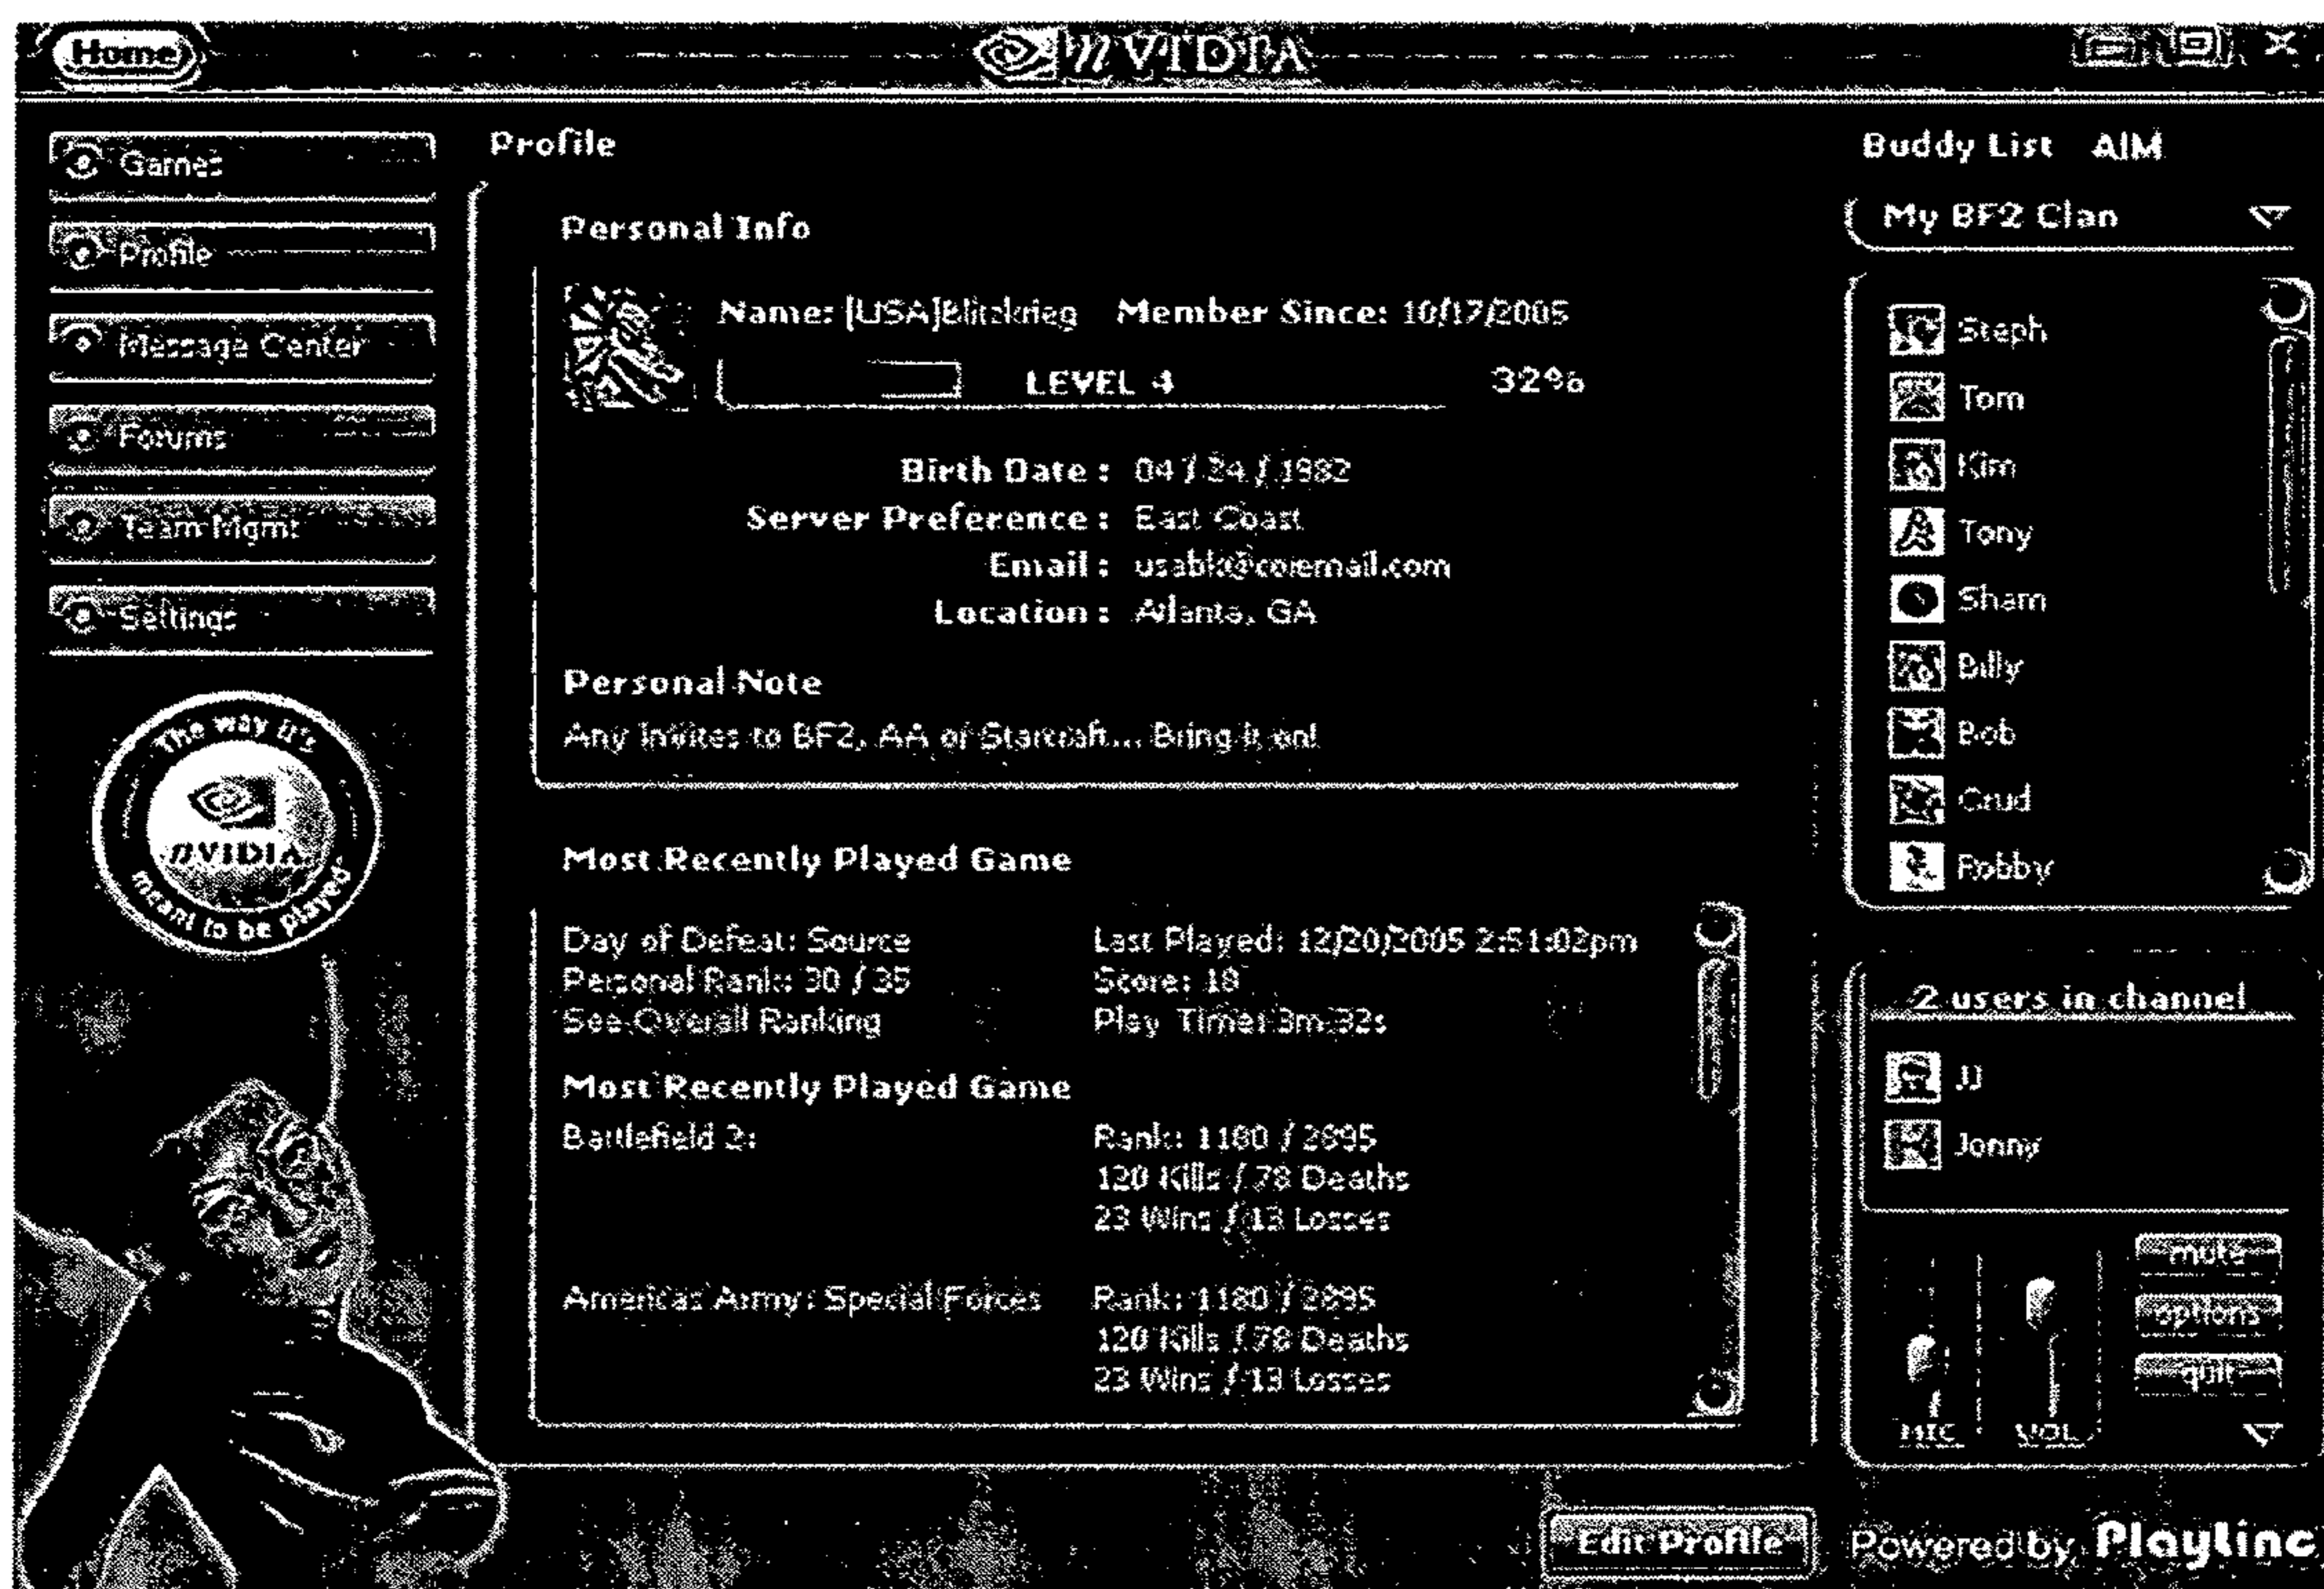 Home
NVIDIA
Games
Profile
Message Center
Forums
Team Mgmt
Settings
The way it's
NVIDIA
meant to be played
Profile
Personal Info
Name: [USA]Blitzkrieg Member Since: 10/17/2005
LEVEL 4 32%
Birth Date : 04 / 24 / 1982
Server Preference : East Coast
Email :
Location : Atlanta, GA
Personal Note
Any Invites to BF2, AA or Starcraft... Bring it on!
Most Recently Played Game
Day of Defeat: Source Last Played: 12/20/2005 2:51:02pm
Personal Rank: 30 / 35 Score: 18
See Overall Ranking Play Time: 3m 32s
Most Recently Played Game
Battlefield 2: Rank: 1180 / 2895
120 Kills / 78 Deaths
23 Wins / 13 Losses
Americas Army: Special Forces Rank: 1180 / 2895
120 Kills / 78 Deaths
23 Wins / 13 Losses
Edit Profile
Buddy List AIM
My BF2 Clan
Steph
Tom
Kim
Tony
Sham
Billy
Bob
Crud
Robby
2 users in channel
JJ
Jonny
mute
options
quit
MIC VOL
Powered by Playlinc